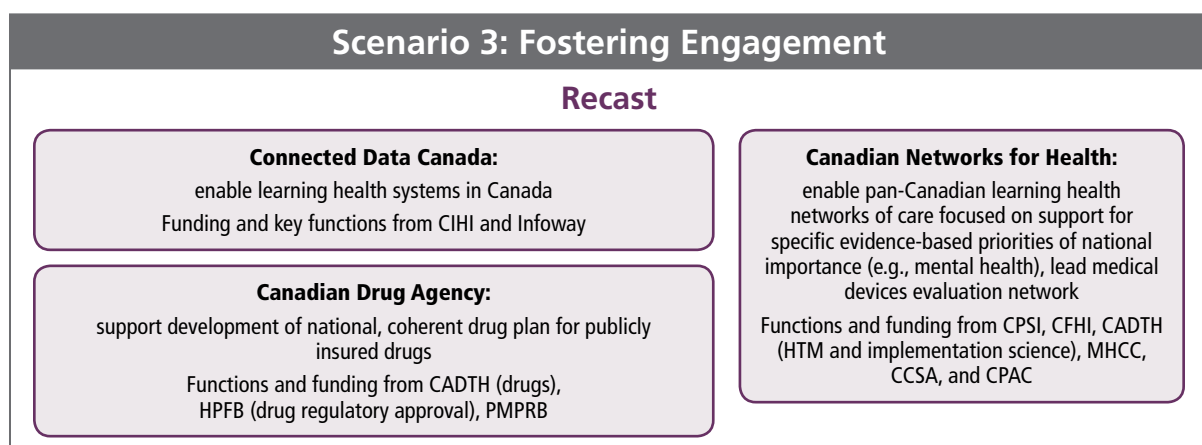 Scenario 3: Fostering Engagement
Recast
Connected Data Canada:
enable learning health systems in Canada
Funding and key functions from CIHI and Infoway
Canadian Drug Agency:
support development of national, coherent drug plan for publicly
insured drugs
Functions and funding from CADTH (drugs),
HPFB (drug regulatory approval), PMPRB
Canadian Networks for Health:
enable pan-Canadian learning health
networks of care focused on support for
specific evidence-based priorities of national
importance (e.g., mental health), lead medical
devices evaluation network
Functions and funding from CPSI, CFHI, CADTH
(HTM and implementation science), MHCC,
CCSA, and CPAC